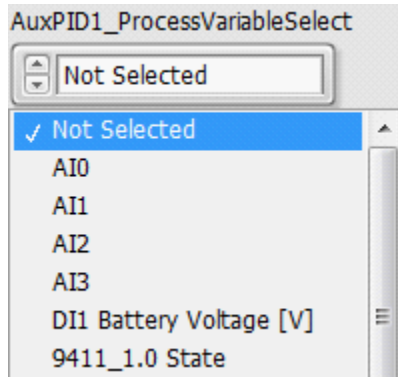 AuxPID1_ProcessVariableSelect
Not Selected
✓ Not Selected
AI0
AI1
AI2
AI3
DI1 Battery Voltage [V]
9411_1.0 State